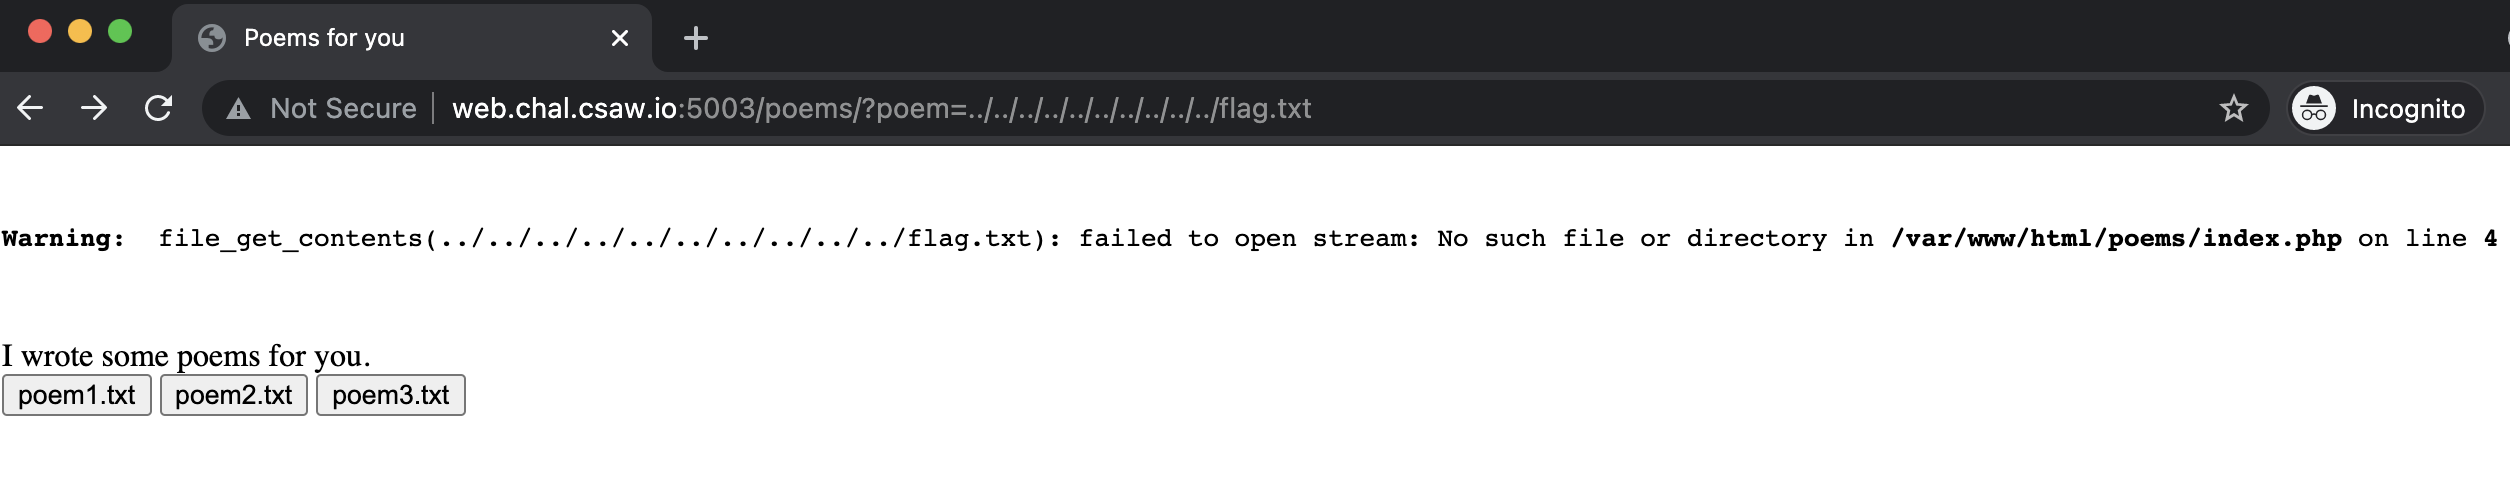 Poems for you
Not Secure web.chal.csaw.io:5003/poems/?poem=../../../../../../../../../../flag.txt Incognito
Warning: file_get_contents(../../../../../../../../../../flag.txt): failed to open stream: No such file or directory in /var/www/html/poems/index.php on line 4
I wrote some poems for you.
poem1.txt poem2.txt poem3.txt